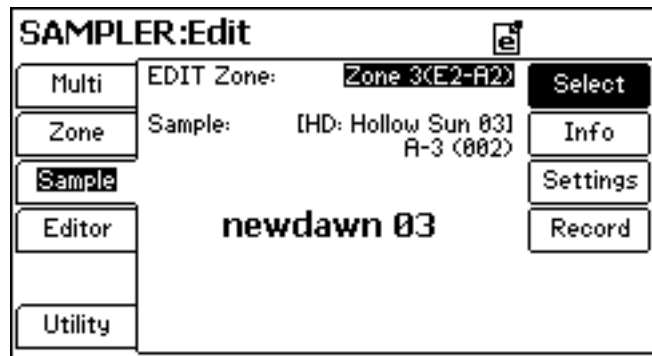 SAMPLER:Edit
e
Multi
EDIT Zone: Zone 3(E2-A2)
Select
Zone
Sample: [HD: Hollow Sun 03]
A-3 (002)
Info
Sample
Settings
Editor
newdawn 03
Record
Utility